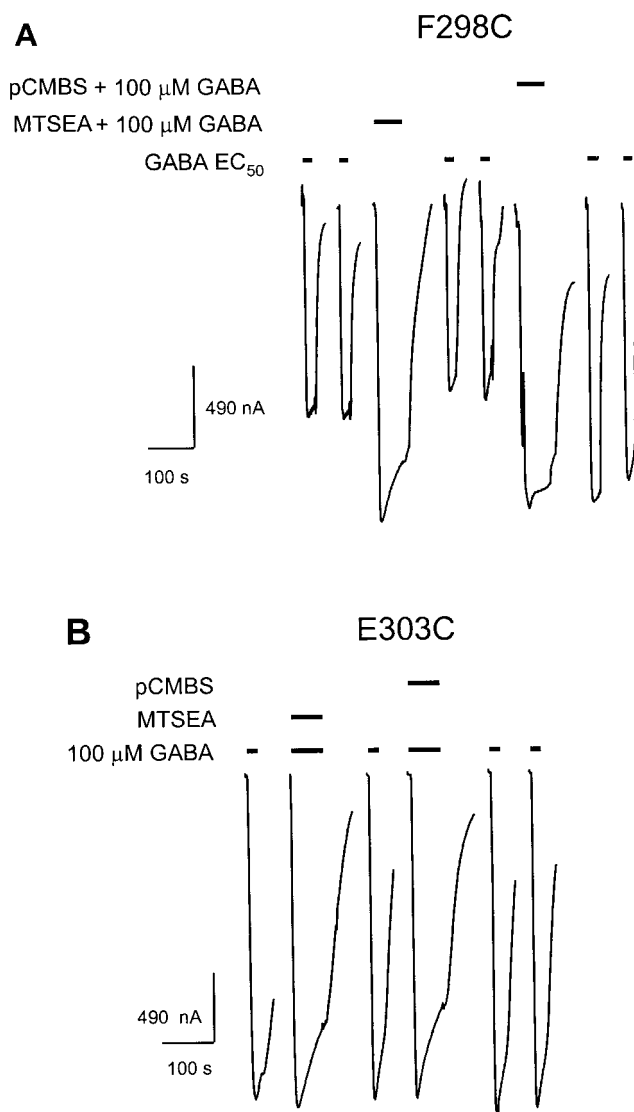 A
F298C
pCMBS + 100 μM GABA
MTSEA + 100 μM GABA
GABA EC50
490 nA
100 s
B
E303C
pCMBS
MTSEA
100 μM GABA
490 nA
100 s